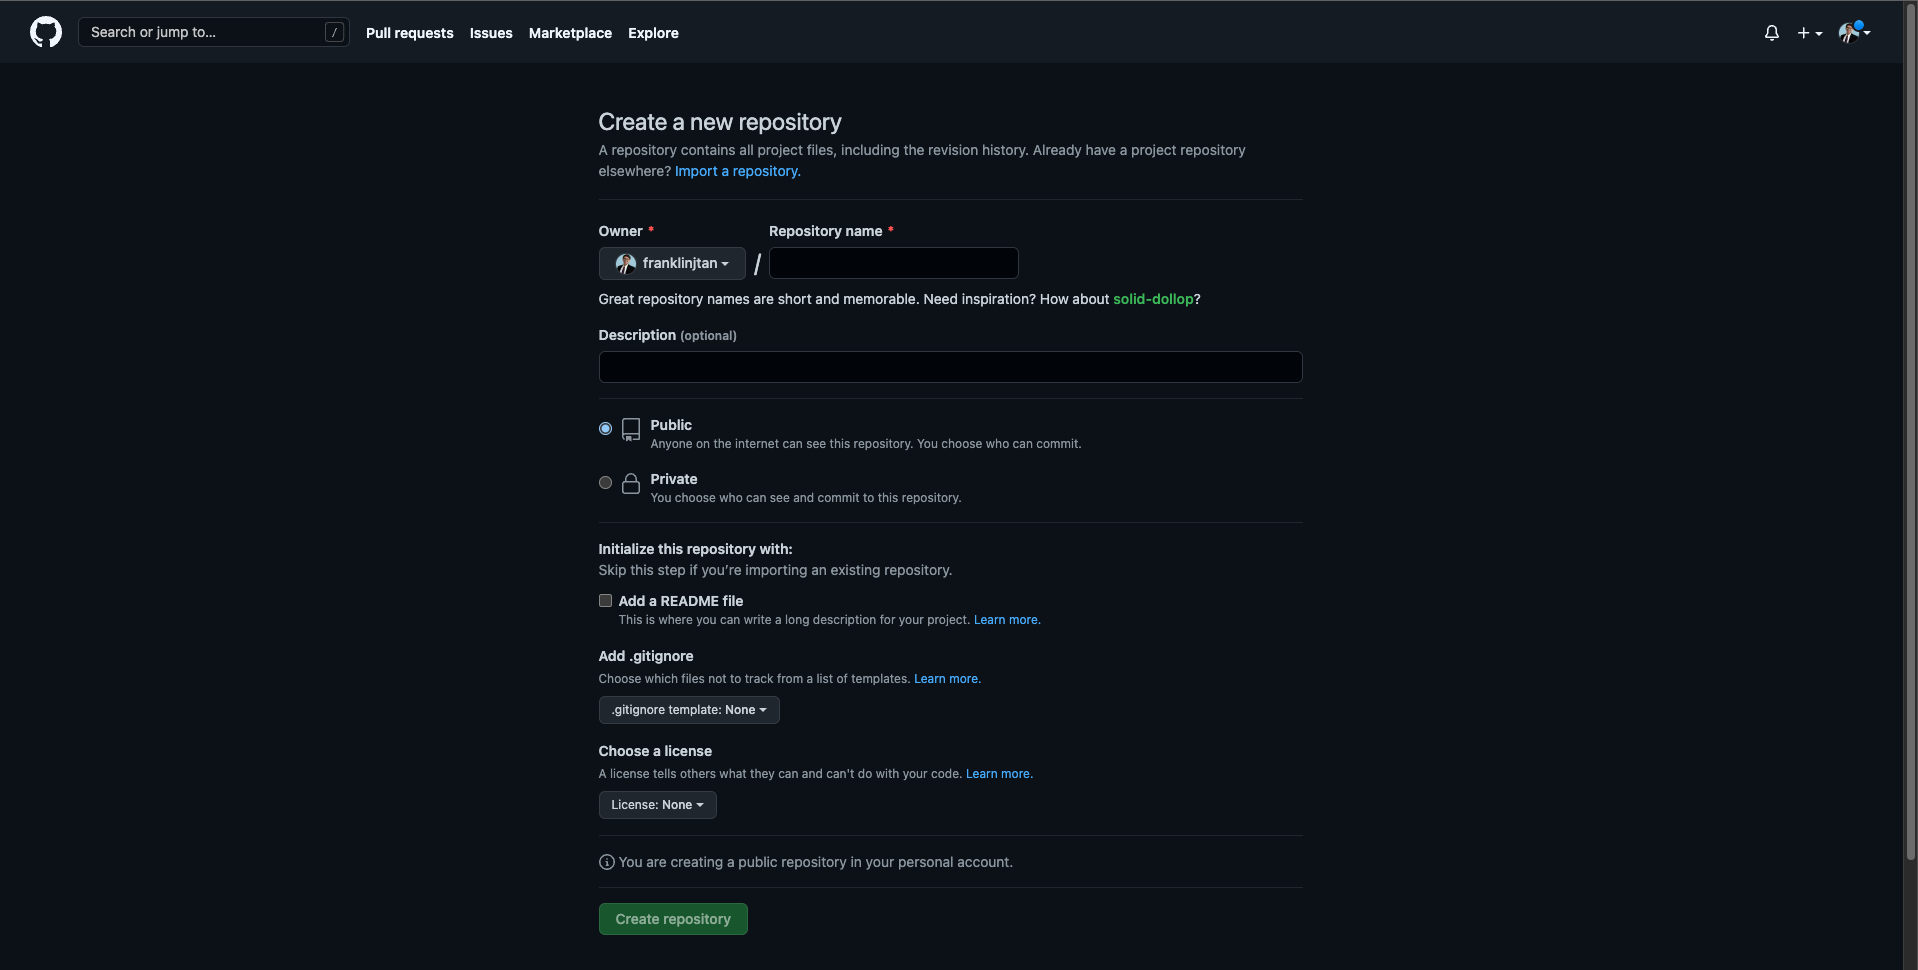 Search or jump to... /
Pull requests Issues Marketplace Explore
Create a new repository
A repository contains all project files, including the revision history. Already have a project repository
elsewhere? Import a repository.
Owner * Repository name *
franklinjtan /
Great repository names are short and memorable. Need inspiration? How about solid-dollop?
Description (optional)
Public
Anyone on the internet can see this repository. You choose who can commit.
Private
You choose who can see and commit to this repository.
Initialize this repository with:
Skip this step if you’re importing an existing repository.
Add a README file
This is where you can write a long description for your project. Learn more.
Add .gitignore
Choose which files not to track from a list of templates. Learn more.
.gitignore template: None
Choose a license
A license tells others what they can and can't do with your code. Learn more.
License: None
You are creating a public repository in your personal account.
Create repository